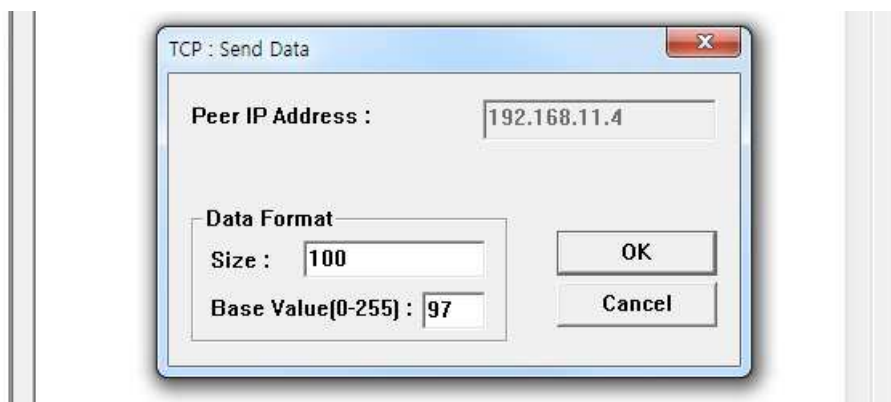 TCP : Send Data
Peer IP Address : 192.168.11.4
Data Format
Size : 100
OK
Base Value(0-255) : 97
Cancel